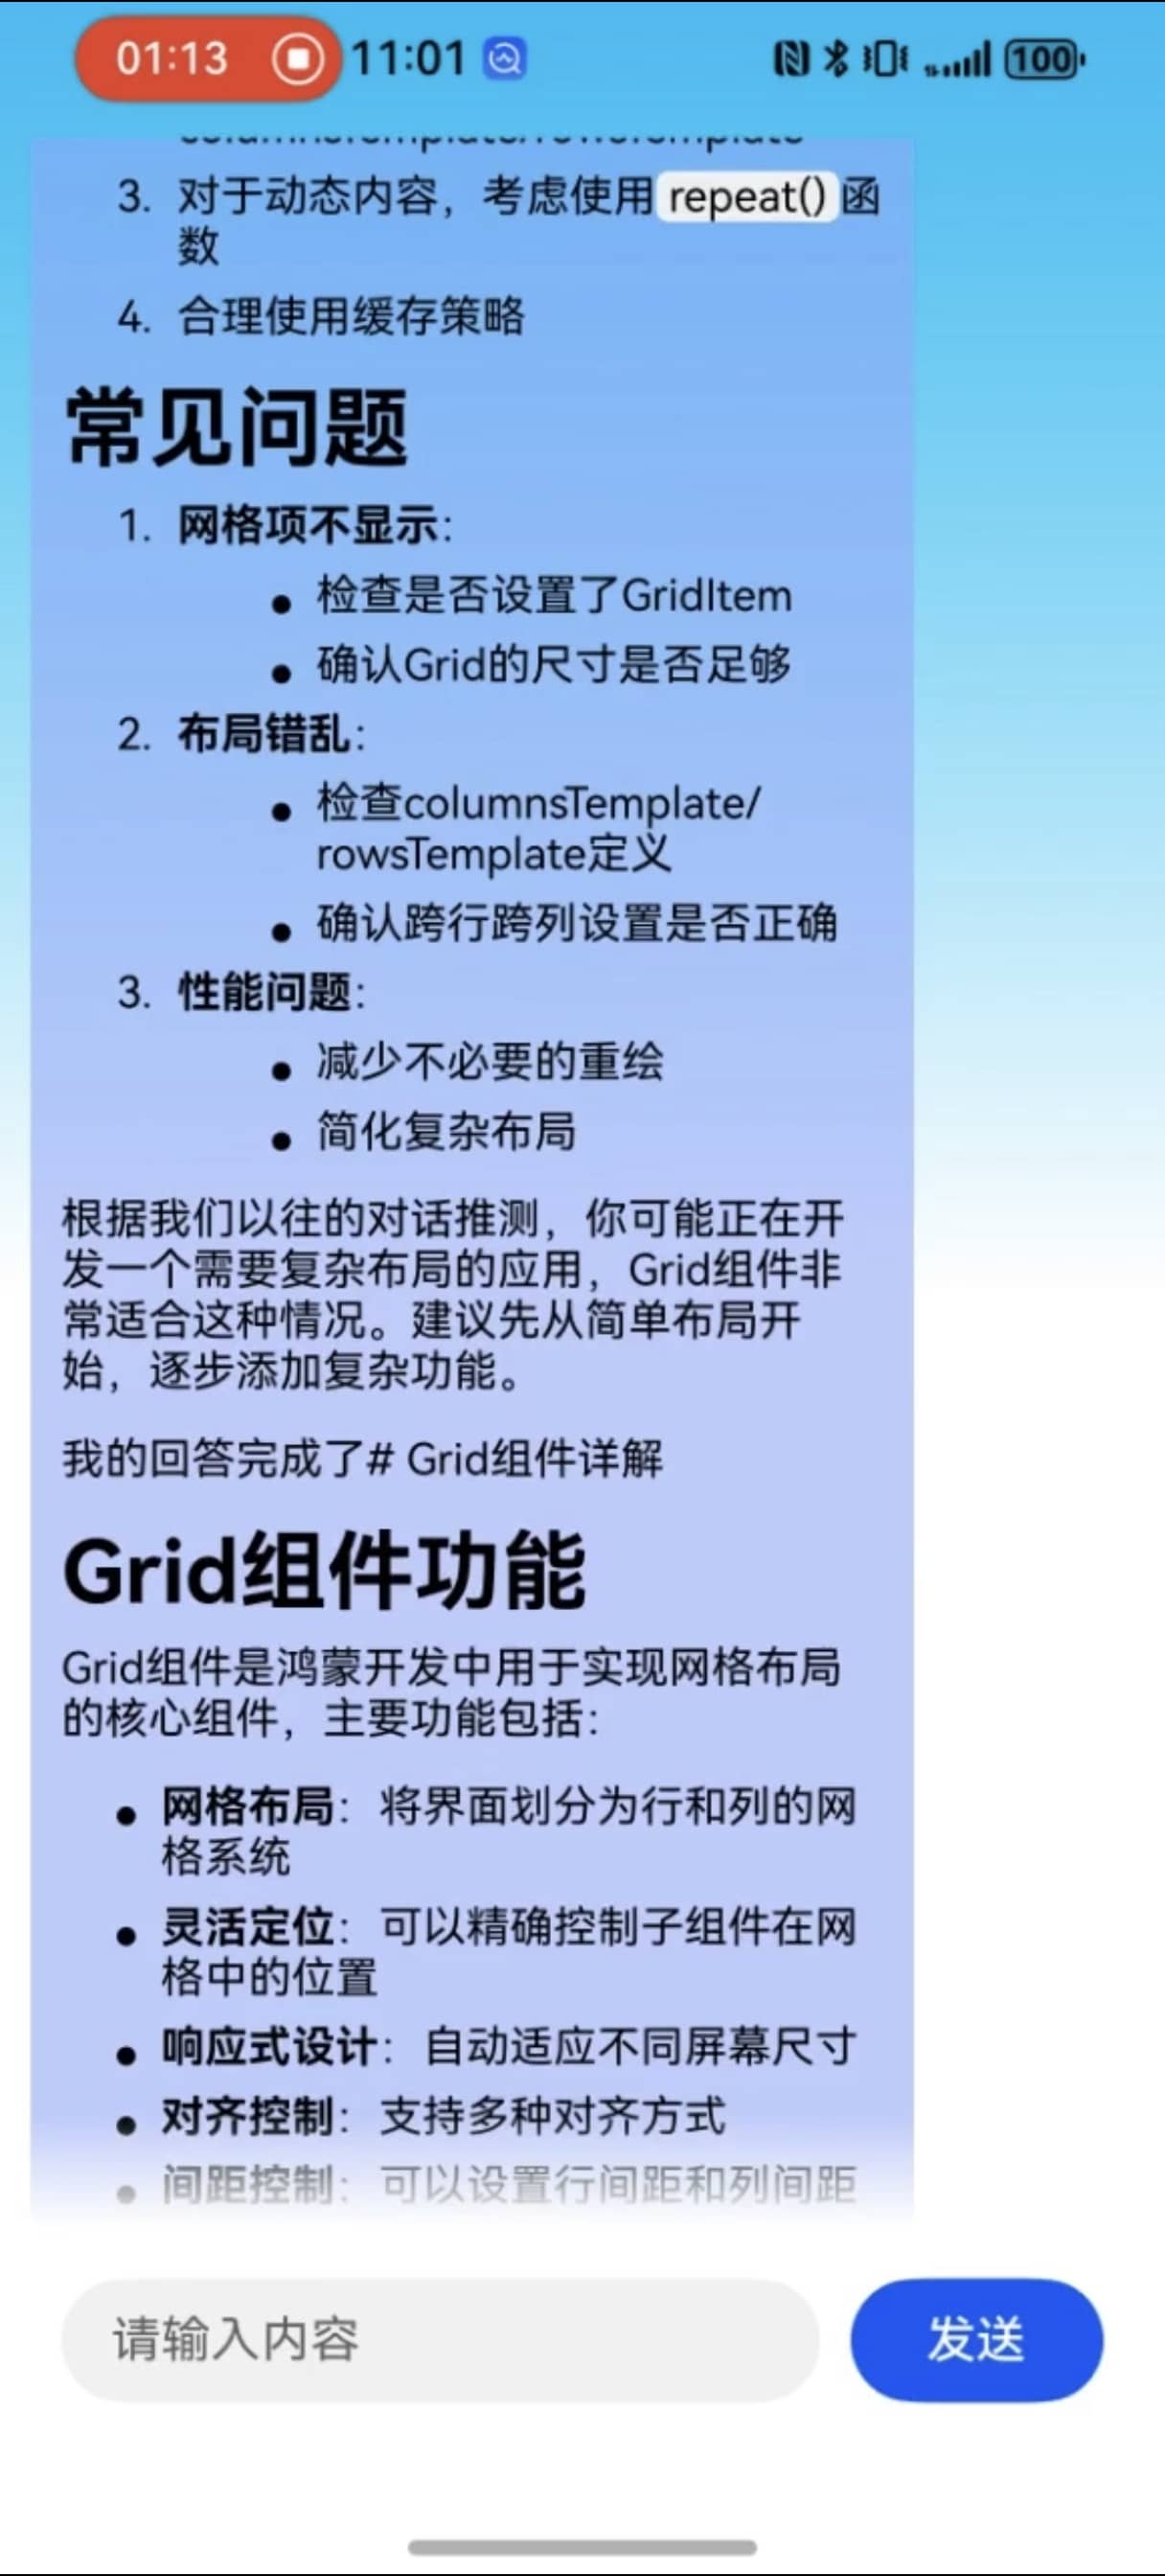 01:13 11:01 100
columnsTemplate/rowsTemplate
3. 对于动态内容，考虑使用 repeat() 函
数
4. 合理使用缓存策略
常见问题
1. 网格项不显示：
● 检查是否设置了GridItem
● 确认Grid的尺寸是否足够
2. 布局错乱：
● 检查columnsTemplate/
rowsTemplate定义
● 确认跨行跨列设置是否正确
3. 性能问题：
● 减少不必要的重绘
● 简化复杂布局
根据我们以往的对话推测，你可能正在开
发一个需要复杂布局的应用，Grid组件非
常适合这种情况。建议先从简单布局开
始，逐步添加复杂功能。
我的回答完成了# Grid组件详解
Grid组件功能
Grid组件是鸿蒙开发中用于实现网格布局
的核心组件，主要功能包括：
● 网格布局：将界面划分为行和列的网
格系统
● 灵活定位：可以精确控制子组件在网
格中的位置
● 响应式设计：自动适应不同屏幕尺寸
● 对齐控制：支持多种对齐方式
● 间距控制：可以设置行间距和列间距
请输入内容
发送